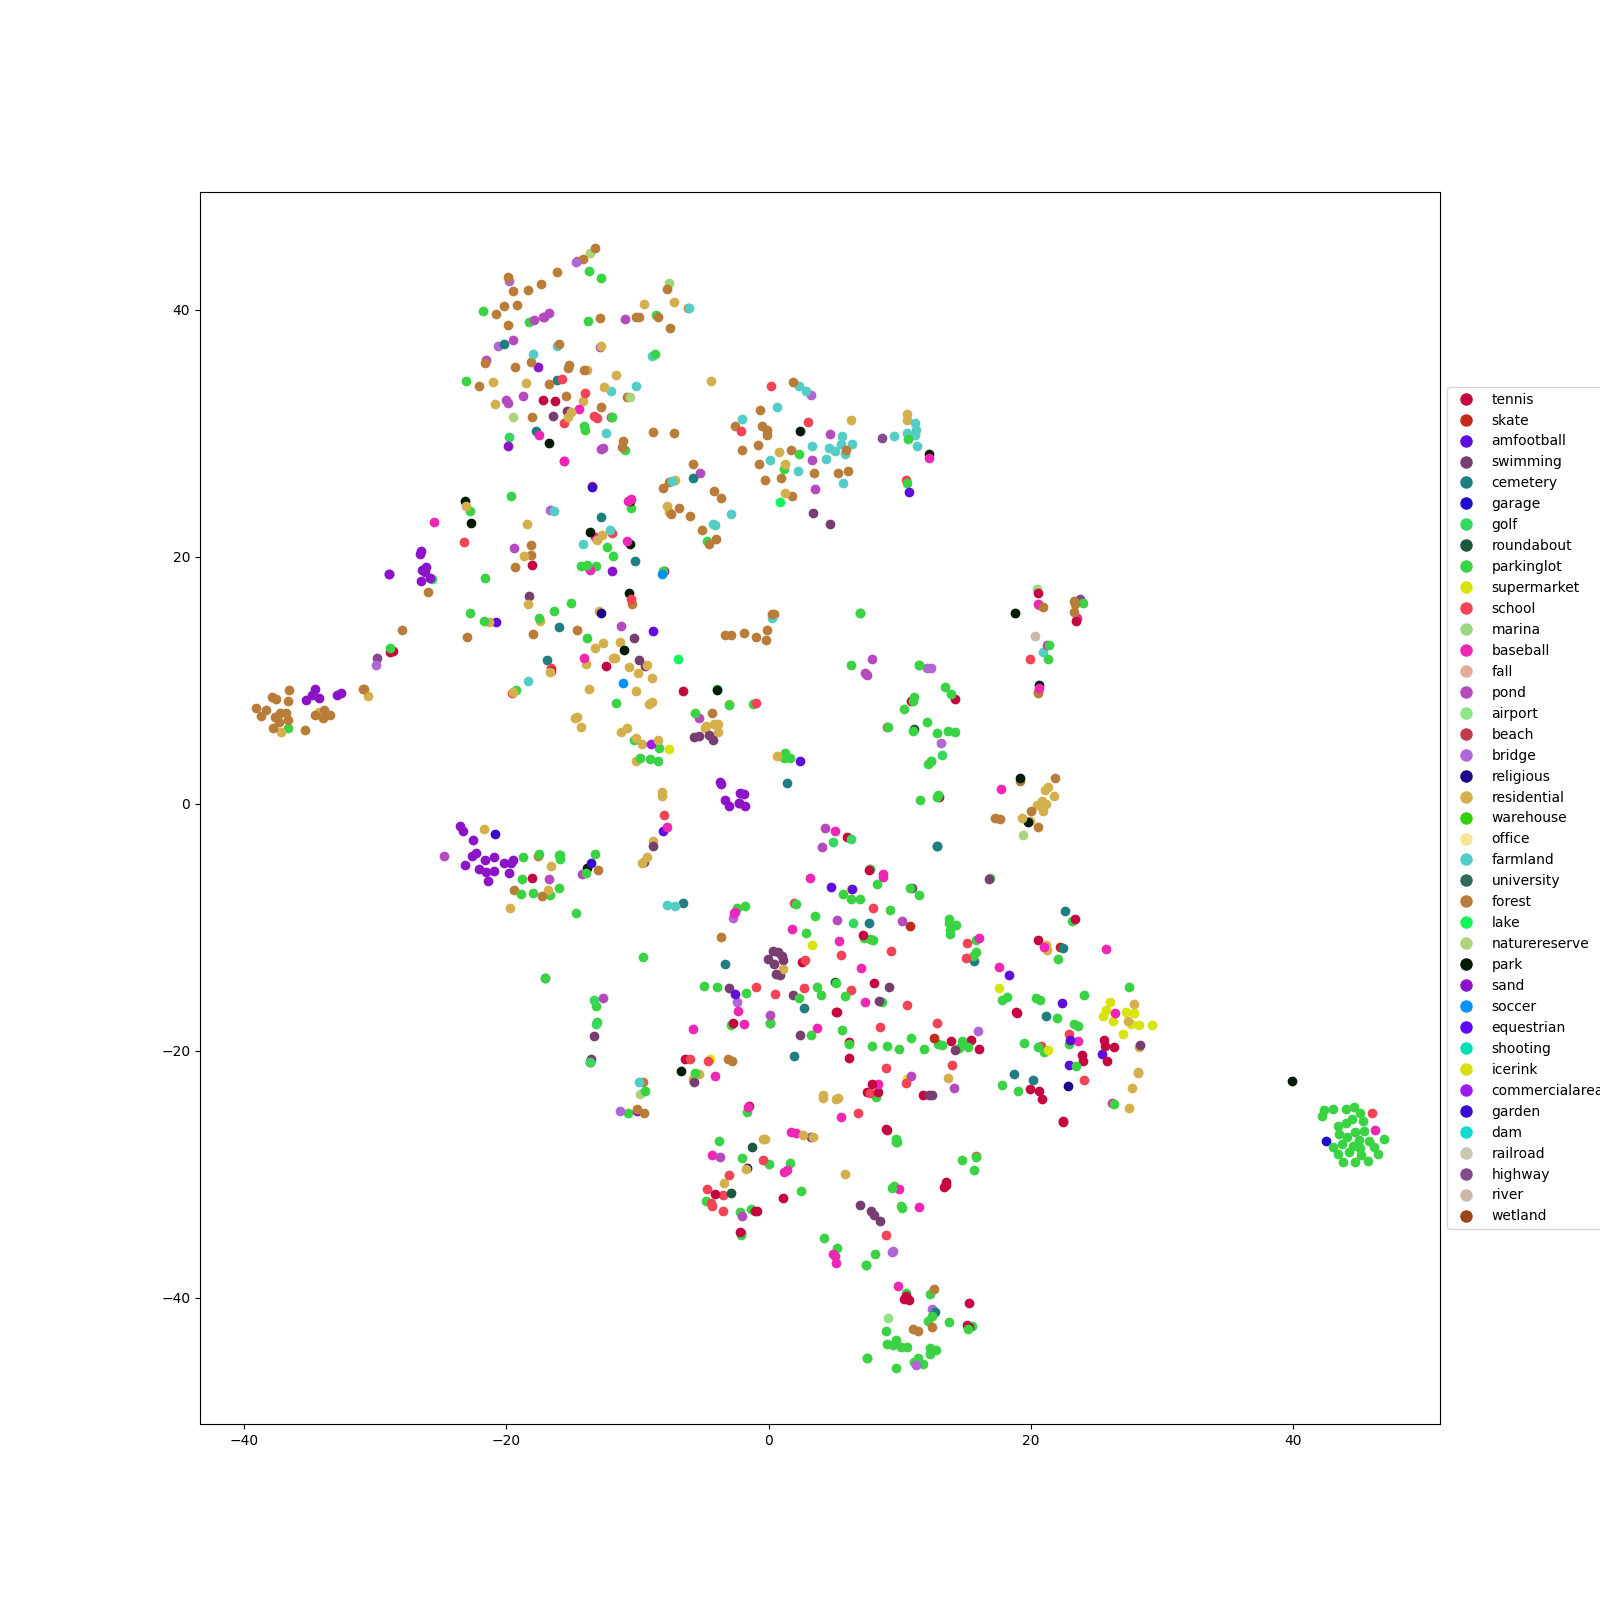 40
20
0
−20
−40
−40
−20
0
20
40
tennis
skate
amfootball
swimming
cemetery
garage
golf
roundabout
parkinglot
supermarket
school
marina
baseball
fall
pond
airport
beach
bridge
religious
residential
warehouse
office
farmland
university
forest
lake
naturereserve
park
sand
soccer
equestrian
shooting
icerink
commercialarea
garden
dam
railroad
highway
river
wetland